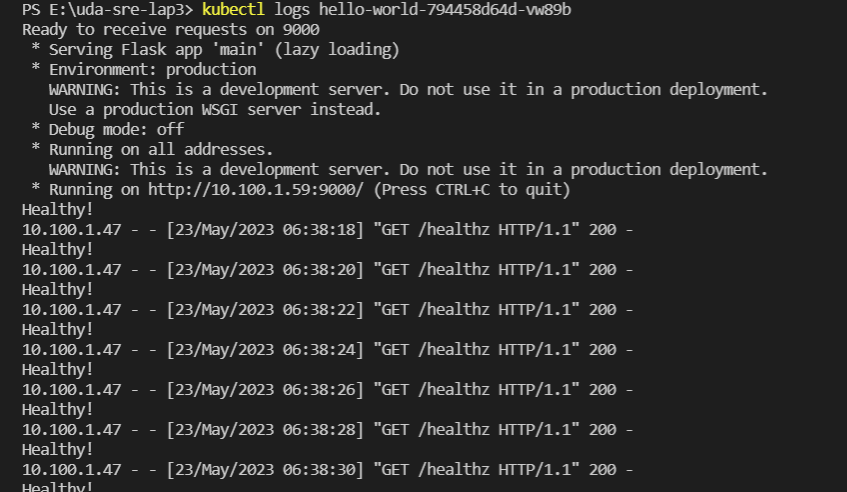 PS E:\uda-sre-lap3> kubectl logs hello-world-794458d64d-vw89b
Ready to receive requests on 9000
 * Serving Flask app 'main' (lazy loading)
 * Environment: production
   WARNING: This is a development server. Do not use it in a production deployment.
   Use a production WSGI server instead.
 * Debug mode: off
 * Running on all addresses.
   WARNING: This is a development server. Do not use it in a production deployment.
 * Running on http://10.100.1.59:9000/ (Press CTRL+C to quit)
Healthy!
10.100.1.47 - - [23/May/2023 06:38:18] "GET /healthz HTTP/1.1" 200 -
Healthy!
10.100.1.47 - - [23/May/2023 06:38:20] "GET /healthz HTTP/1.1" 200 -
Healthy!
10.100.1.47 - - [23/May/2023 06:38:22] "GET /healthz HTTP/1.1" 200 -
Healthy!
10.100.1.47 - - [23/May/2023 06:38:24] "GET /healthz HTTP/1.1" 200 -
Healthy!
10.100.1.47 - - [23/May/2023 06:38:26] "GET /healthz HTTP/1.1" 200 -
Healthy!
10.100.1.47 - - [23/May/2023 06:38:28] "GET /healthz HTTP/1.1" 200 -
Healthy!
10.100.1.47 - - [23/May/2023 06:38:30] "GET /healthz HTTP/1.1" 200 -
Healthy!